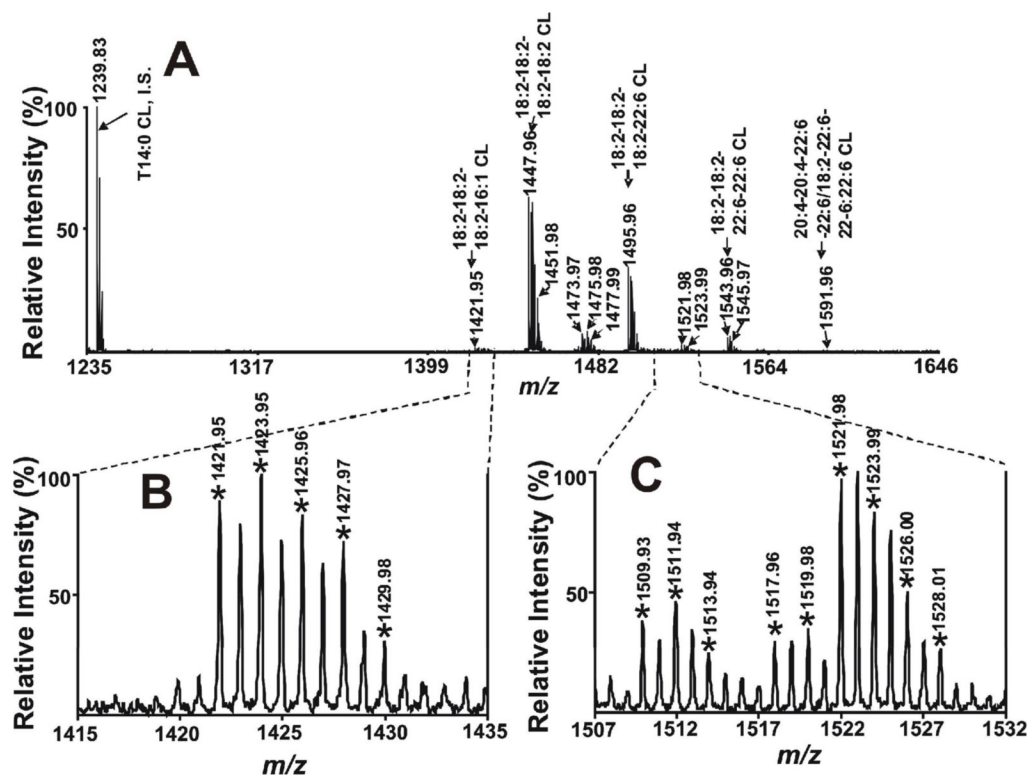 A
Relative Intensity (%)
100
50
1239.83
T14:0 CL, I.S.
18:2-18:2-
18:2-16:1 CL
1421.95
18:2-18:2-
18:2-18:2 CL
1447.96
1451.98
1473.97
1475.98
1477.99
18:2-18:2-
18:2-22:6 CL
1495.96
1521.98
1523.99
18:2-18:2-
22:6-22:6 CL
1543.96
1545.97
20:4-20:4-22:6
-22:6/18:2-22:6-
22-6:22:6 CL
1591.96
1235 1317 1399 1482 1564 1646
m/z
B
Relative Intensity (%)
100
50
*1421.95
*1423.95
*1425.96
*1427.97
*1429.98
1415 1420 1425 1430 1435
m/z
C
Relative Intensity (%)
100
50
*1509.93
*1511.94
*1513.94
*1517.96
*1519.98
*1521.98
*1523.99
*1526.00
*1528.01
1507 1512 1517 1522 1527 1532
m/z